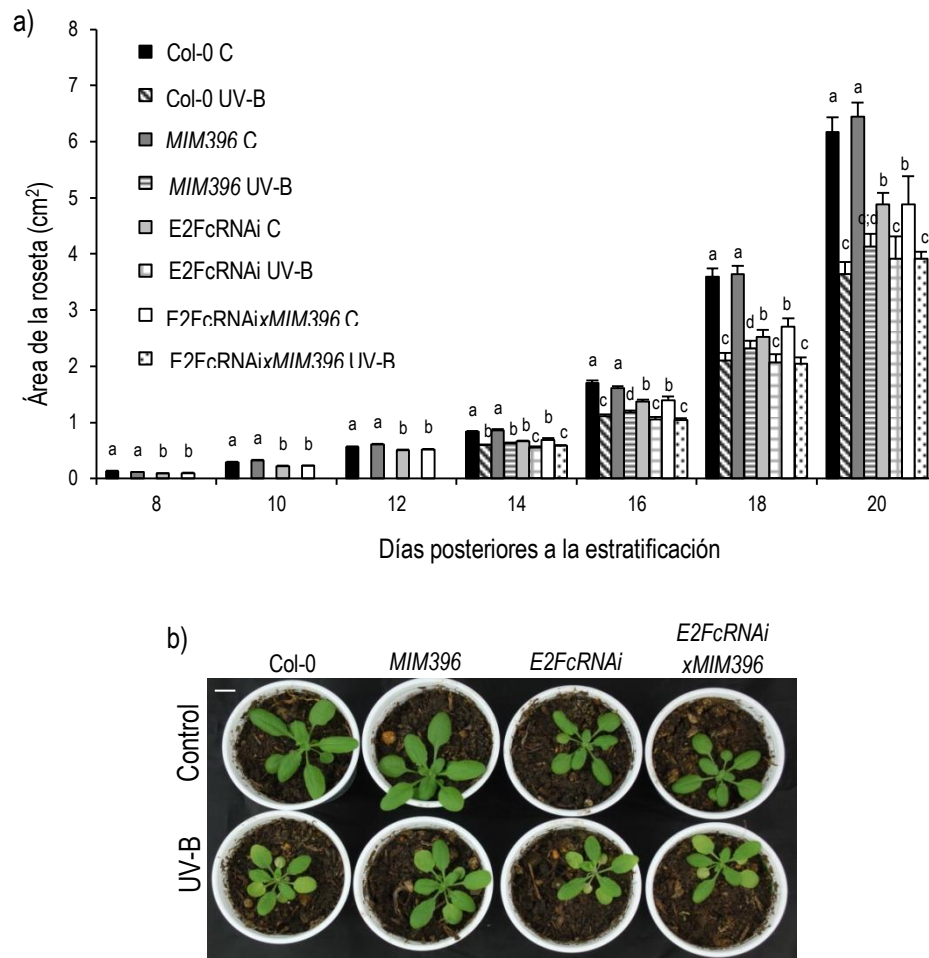 a)
8
7
6
5
4
3
2
1
0
Área de la roseta (cm2)
Col-0 C
Col-0 UV-B
MIM396 C
MIM396 UV-B
E2FcRNAi C
E2FcRNAi UV-B
E2FcRNAixMIM396 C
E2FcRNAixMIM396 UV-B
a a b b
a a b b
a a b b
a b a b b c b c
a c a d b c b c
a c a d b c b c
a c a c;d b c b c
8 10 12 14 16 18 20
Días posteriores a la estratificación
b)
Col-0 MIM396 E2FcRNAi E2FcRNAi
xMIM396
Control
UV-B